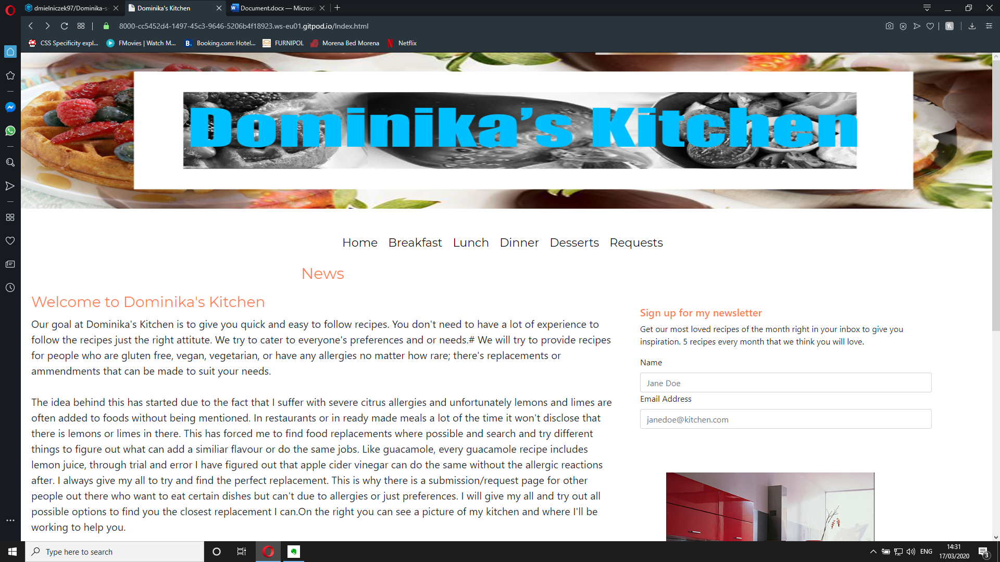 dmielniczek97/Dominika-s
Dominika's Kitchen
Document.docx — Microso
8000-cc5452d4-1497-45c3-9646-5206b4f18923.ws-eu01.gitpod.io/Index.html
CSS Specificity expl...
FMovies | Watch M...
B.
Booking.com: Hotel...
FURNIPOL
Morena Bed Morena
Netflix
Dominika's Kitchen
Home Breakfast Lunch Dinner Desserts Requests
News
Welcome to Dominika's Kitchen
Our goal at Dominika's Kitchen is to give you quick and easy to follow recipes. You don't need to have a lot of experience to
follow the recipes just the right attitute. We try to cater to everyone's preferences and or needs.# We will try to provide recipes
for people who are gluten free, vegan, vegetarian, or have any allergies no matter how rare; there's replacements or
ammendments that can be made to suit your needs.
The idea behind this has started due to the fact that I suffer with severe citrus allergies and unfortunately lemons and limes are
often added to foods without being mentioned. In restaurants or in ready made meals a lot of the time it won't disclose that
there is lemons or limes in there. This has forced me to find food replacements where possible and search and try different
things to figure out what can add a similiar flavour or do the same jobs. Like guacamole, every guacamole recipe includes
lemon juice, through trial and error I have figured out that apple cider vinegar can do the same without the allergic reactions
after. I always give my all to try and find the perfect replacement. This is why there is a submission/request page for other
people out there who want to eat certain dishes but can't due to allergies or just preferences. I will give my all and try out all
possible options to find you the closest replacement I can.On the right you can see a picture of my kitchen and where I'll be
working to help you.
Sign up for my newsletter
Get our most loved recipes of the month right in your inbox to give you
inspiration. 5 recipes every month that we think you will love.
Name
Jane Doe
Email Address
janedoe@kitchen.com
Type here to search
ENG
14:31
17/03/2020
3